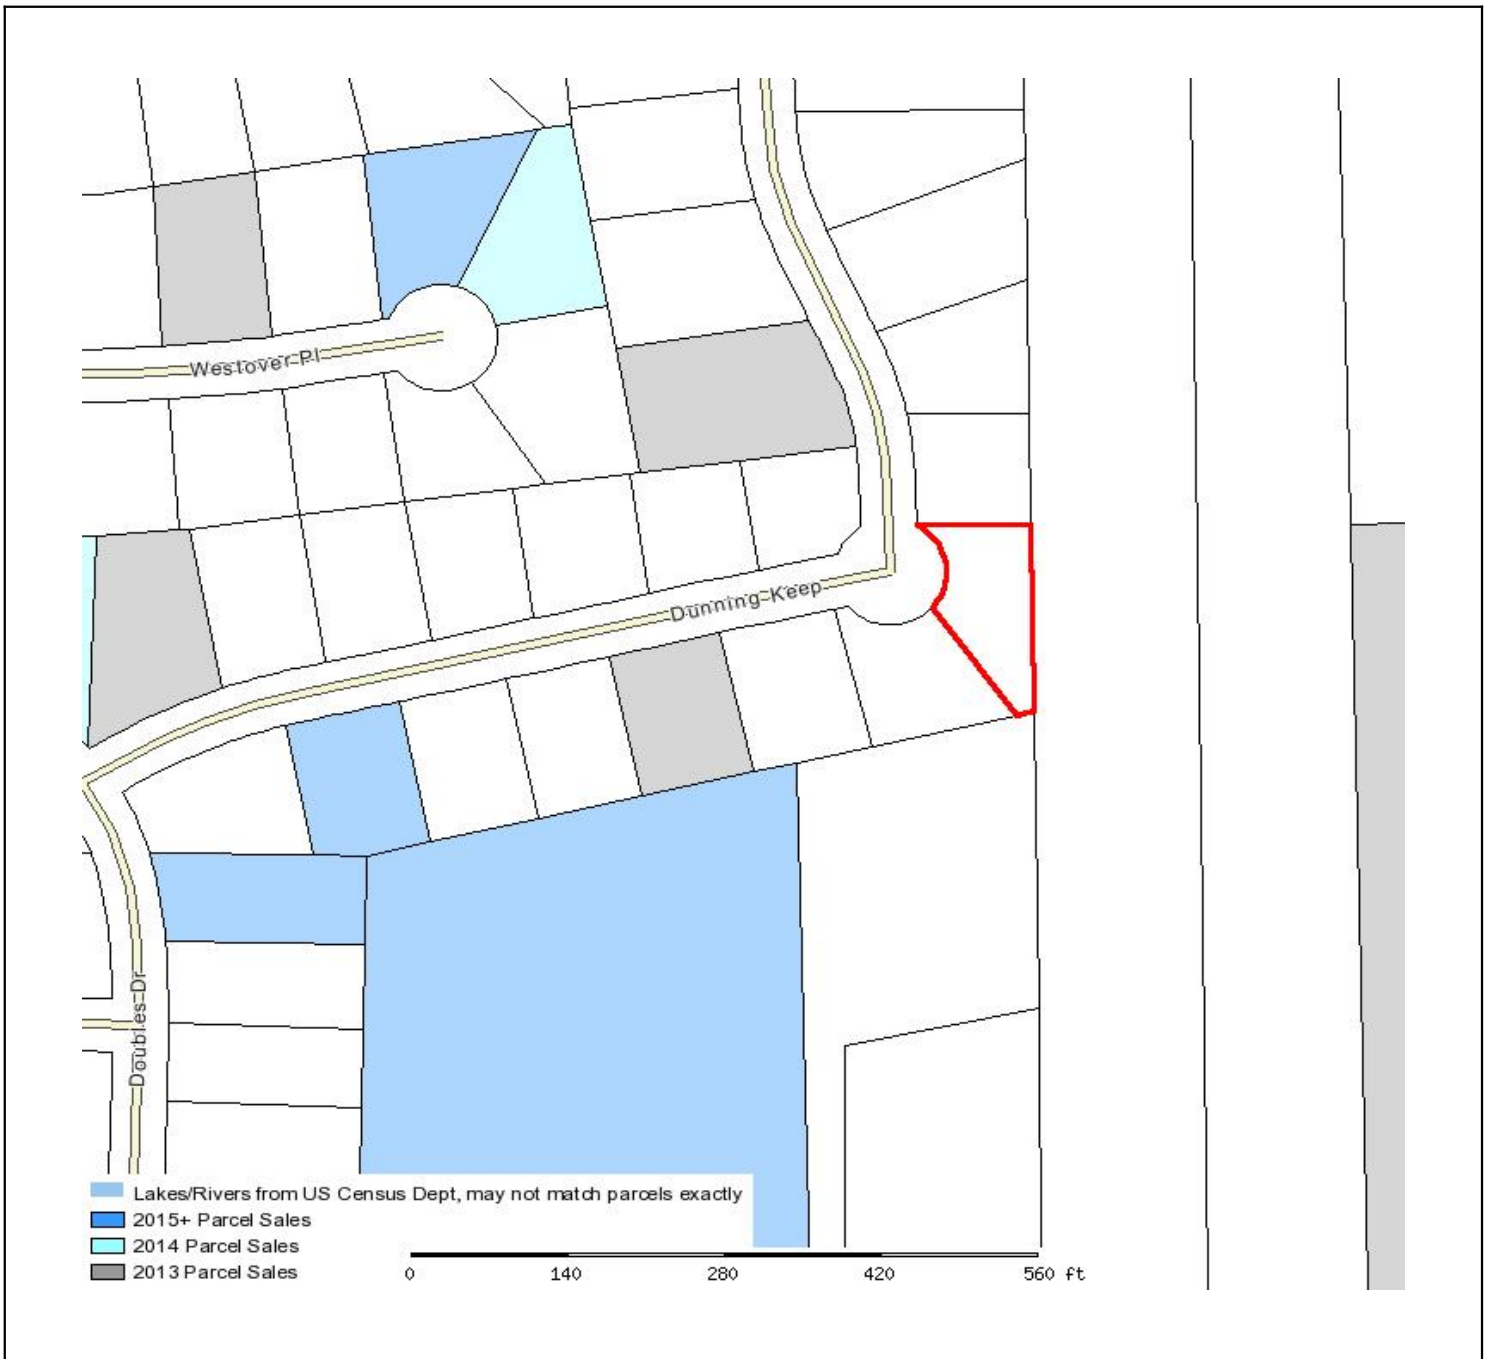 Westover Pl
Dunning Keep
Doubles Dr
Lakes/Rivers from US Census Dept, may not match parcels exactly
2015+ Parcel Sales
2014 Parcel Sales
2013 Parcel Sales
0 140 280 420 560 ft